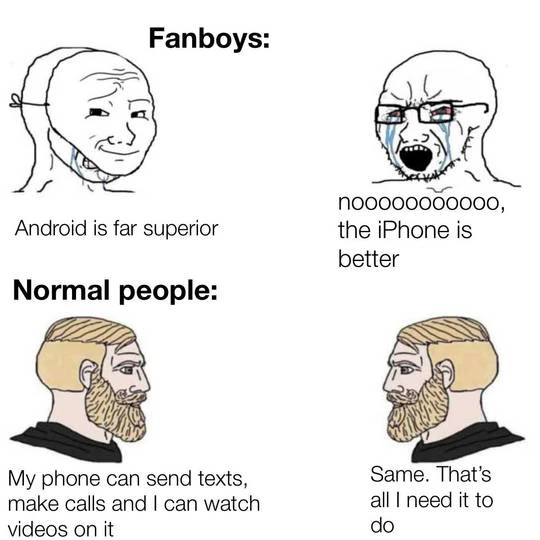 Fanboys:
Android is far superior
nooooooooooo,
the iPhone is
better
Normal people:
My phone can send texts,
make calls and I can watch
videos on it
Same. That's
all I need it to
do